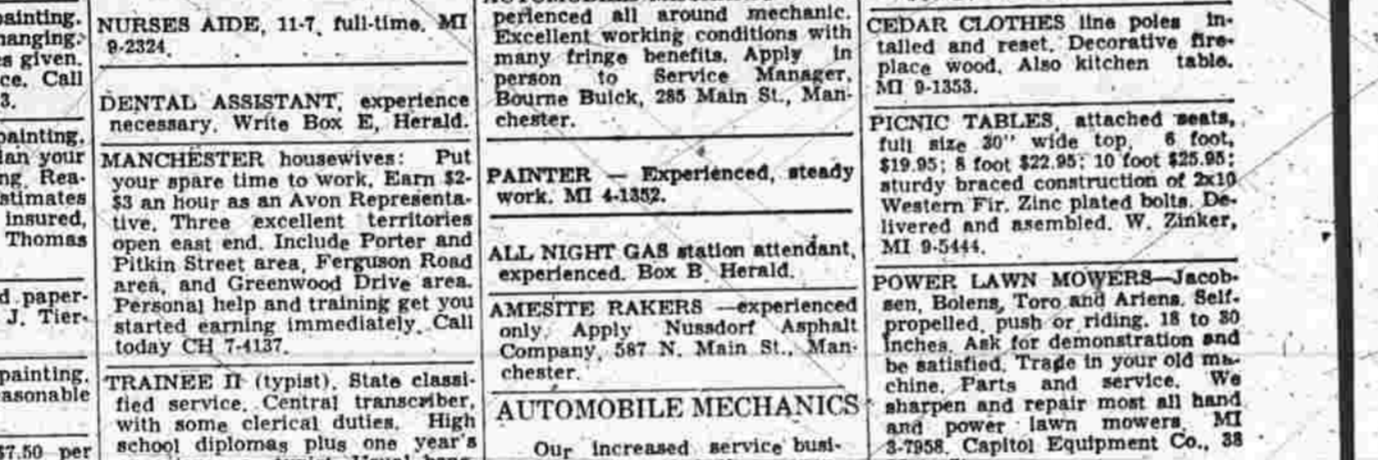 ainting.
anging.
s given.
ce. Call
3.
ainting.
an your
ng. Rea-
stimates
insured,
Thomas
d paper-
J. Tier-
painting.
asonable
$7.50 per
NURSES AIDE, 11-7, full-time. MI
9-2324.
DENTAL ASSISTANT, experience
necessary. Write Box E, Herald.
MANCHESTER housewives: Put
your spare time to work. Earn $2-
$3 an hour as an Avon Representa-
tive. Three excellent territories
open east end. Include Porter and
Pitkin Street area, Ferguson Road
area, and Greenwood Drive area.
Personal help and training get you
started earning immediately. Call
today CH 7-4137.
TRAINEE II (typist). State classi-
fied service. Central transcriber,
with some clerical duties. High
school diplomas plus one year's
perienced all around mechanic.
Excellent working conditions with
many fringe benefits. Apply in
person to Service Manager,
Bourne Buick, 285 Main St., Man-
chester.
PAINTER — Experienced, steady
work. MI 4-1352.
ALL NIGHT GAS station attendant,
experienced. Box B, Herald.
AMESITE RAKERS —experienced
only. Apply Nussdorf Asphalt
Company, 587 N. Main St., Man-
chester.
AUTOMOBILE MECHANICS
Our increased service busi-
CEDAR CLOTHES line poles in-
talled and reset. Decorative fire-
place wood. Also kitchen table.
MI 9-1353.
PICNIC TABLES, attached seats,
full size 30" wide top, 6 foot,
$19.95; 8 foot $22.95; 10 foot $25.95;
sturdy braced construction of 2x10
Western Fir. Zinc plated bolts. De-
livered and asembled. W. Zinker,
MI 9-5444.
POWER LAWN MOWERS—Jacob-
sen, Bolens, Toro and Ariens. Self-
propelled, push or riding. 18 to 30
inches. Ask for demonstration and
be satisfied. Trade in your old ma-
chine. Parts and service. We
sharpen and repair most all hand
and power lawn mowers. MI
3-7958. Capitol Equipment Co., 38